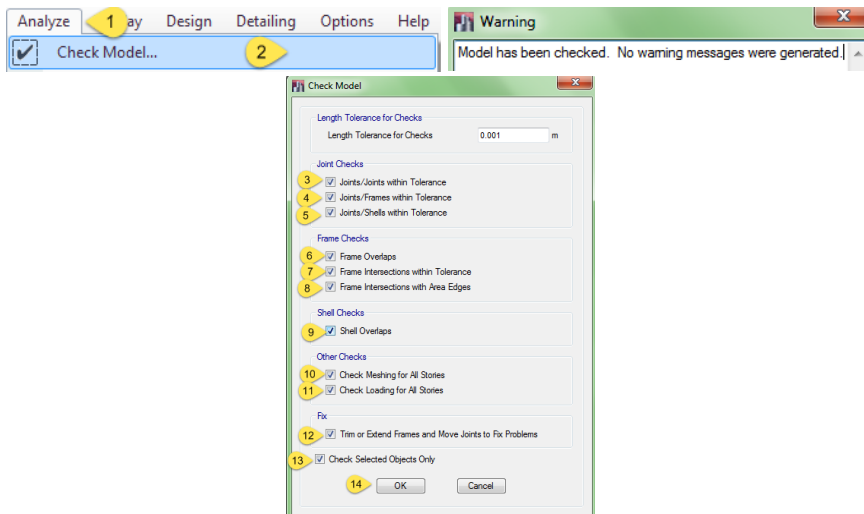 Analyze 1 ay Design Detailing Options Help
Check Model... 2
Warning
Model has been checked. No warning messages were generated.
Check Model
Length Tolerance for Checks
Length Tolerance for Checks 0.001 m
Joint Checks
3 Joints/Joints within Tolerance
4 Joints/Frames within Tolerance
5 Joints/Shells within Tolerance
Frame Checks
6 Frame Overlaps
7 Frame Intersections within Tolerance
8 Frame Intersections with Area Edges
Shell Checks
9 Shell Overlaps
Other Checks
10 Check Meshing for All Stories
11 Check Loading for All Stories
Fix
12 Trim or Extend Frames and Move Joints to Fix Problems
13 Check Selected Objects Only
14 OK Cancel